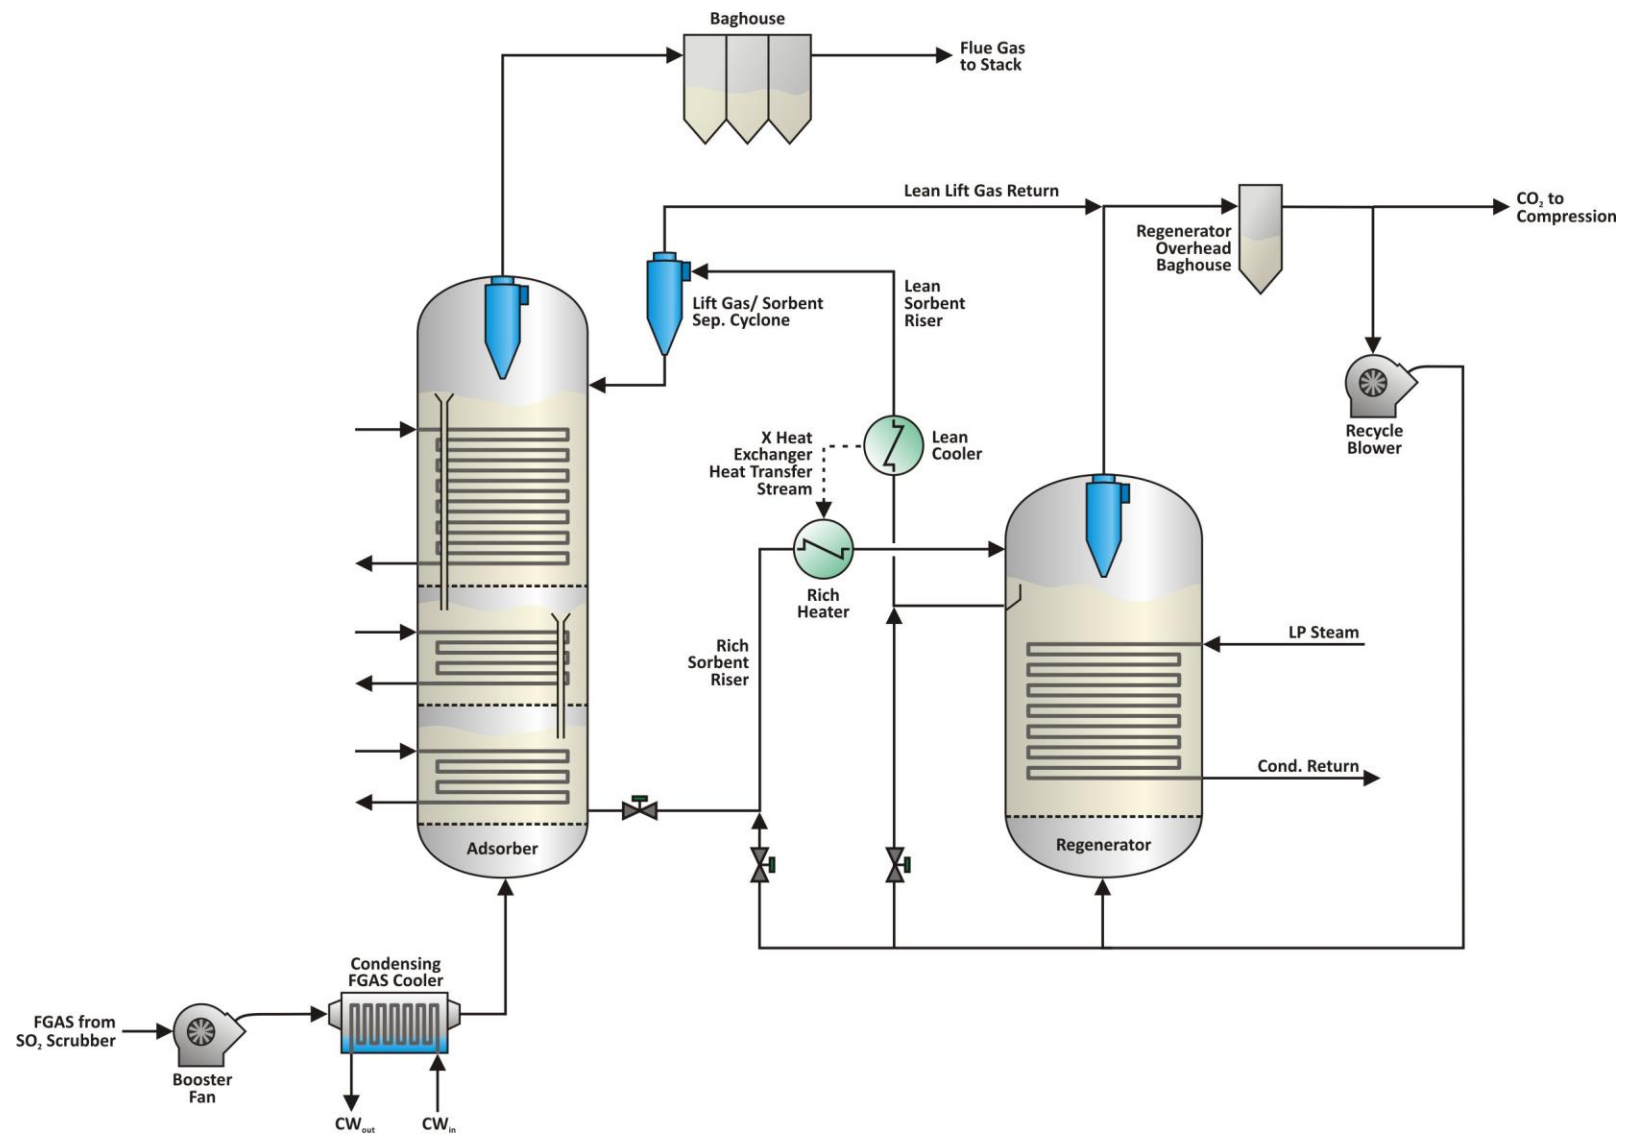 Baghouse
Flue Gas
to Stack
Lean Lift Gas Return
CO₂ to
Compression
Regenerator
Overhead
Baghouse
Lift Gas/ Sorbent
Sep. Cyclone
Lean
Sorbent
Riser
Recycle
Blower
X Heat
Exchanger
Heat Transfer
Stream
Lean
Cooler
Rich
Heater
Rich
Sorbent
Riser
LP Steam
Cond. Return
Adsorber
Regenerator
Condensing
FGAS Cooler
FGAS from
SO₂ Scrubber
Booster
Fan
CWout
CWin